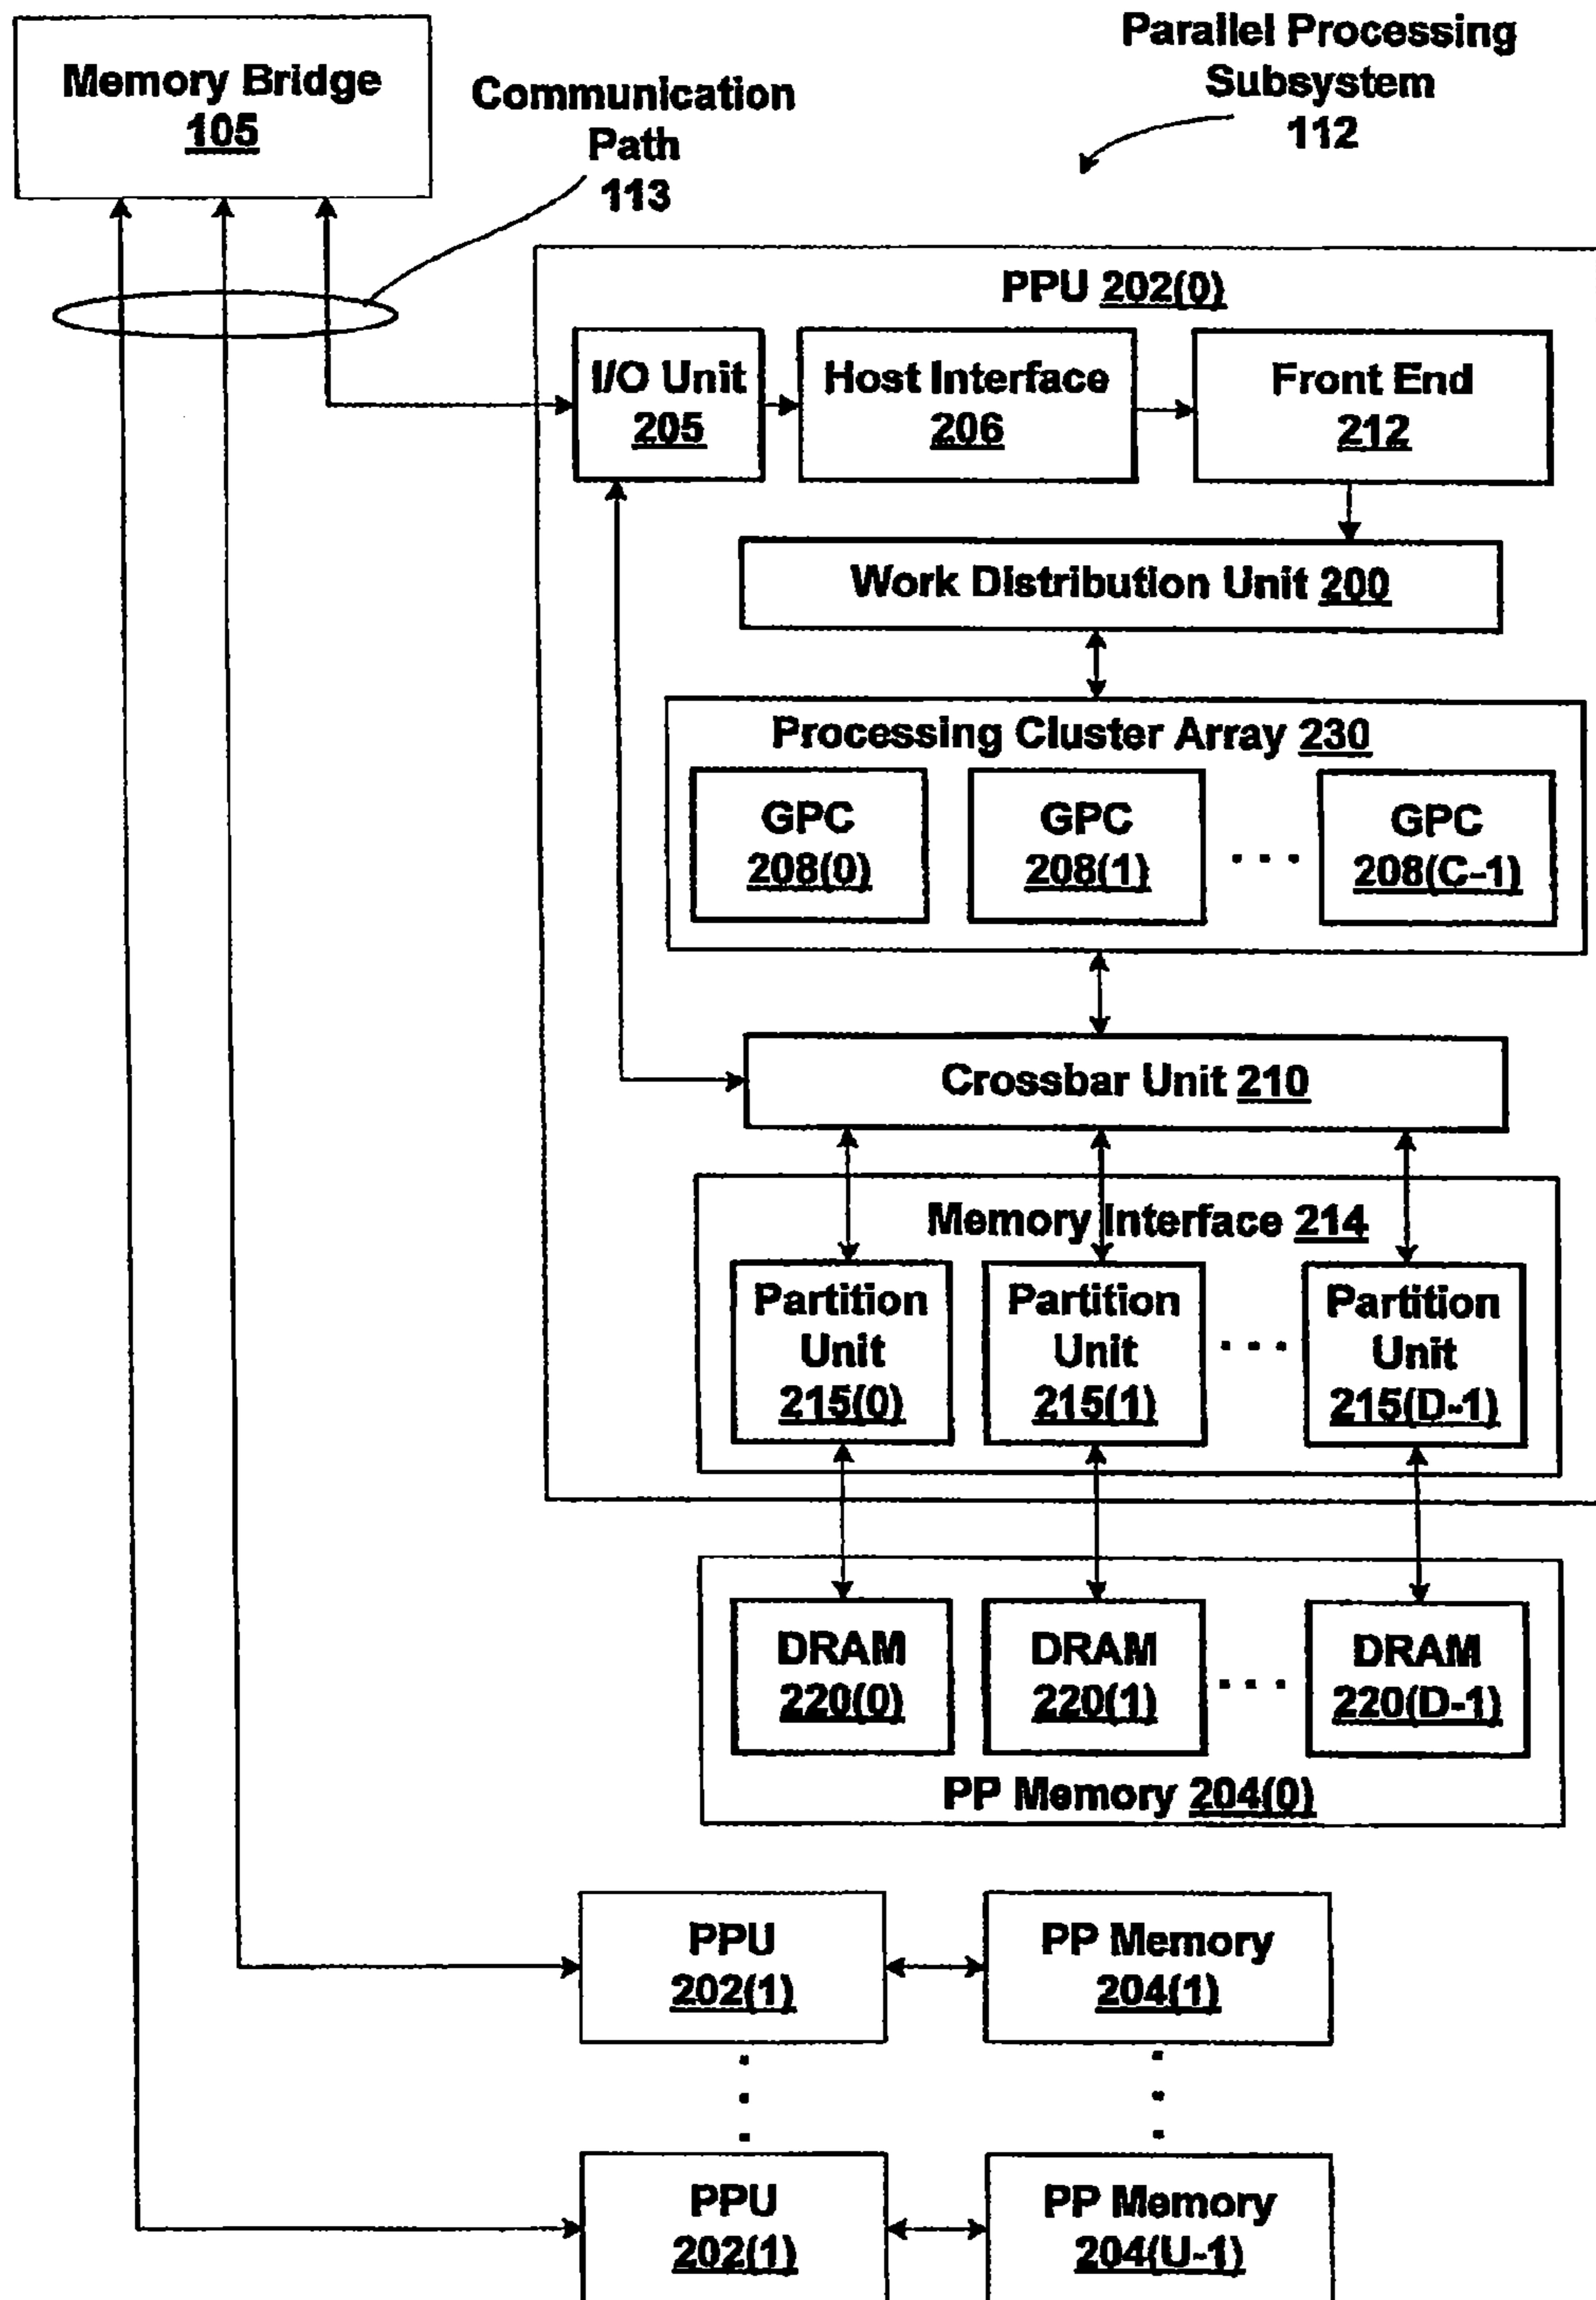 Memory Bridge
105
Communication
Path
113
Parallel Processing
Subsystem
112
PPU 202(0)
I/O Unit
205
Host Interface
206
Front End
212
Work Distribution Unit 200
Processing Cluster Array 230
GPC
208(0)
GPC
208(1)
. . .
GPC
208(C-1)
Crossbar Unit 210
Memory Interface 214
Partition
Unit
215(0)
Partition
Unit
215(1)
. . .
Partition
Unit
215(D-1)
DRAM
220(0)
DRAM
220(1)
. . .
DRAM
220(D-1)
PP Memory 204(0)
PPU
202(1)
PP Memory
204(1)
PPU
202(1)
PP Memory
204(U-1)